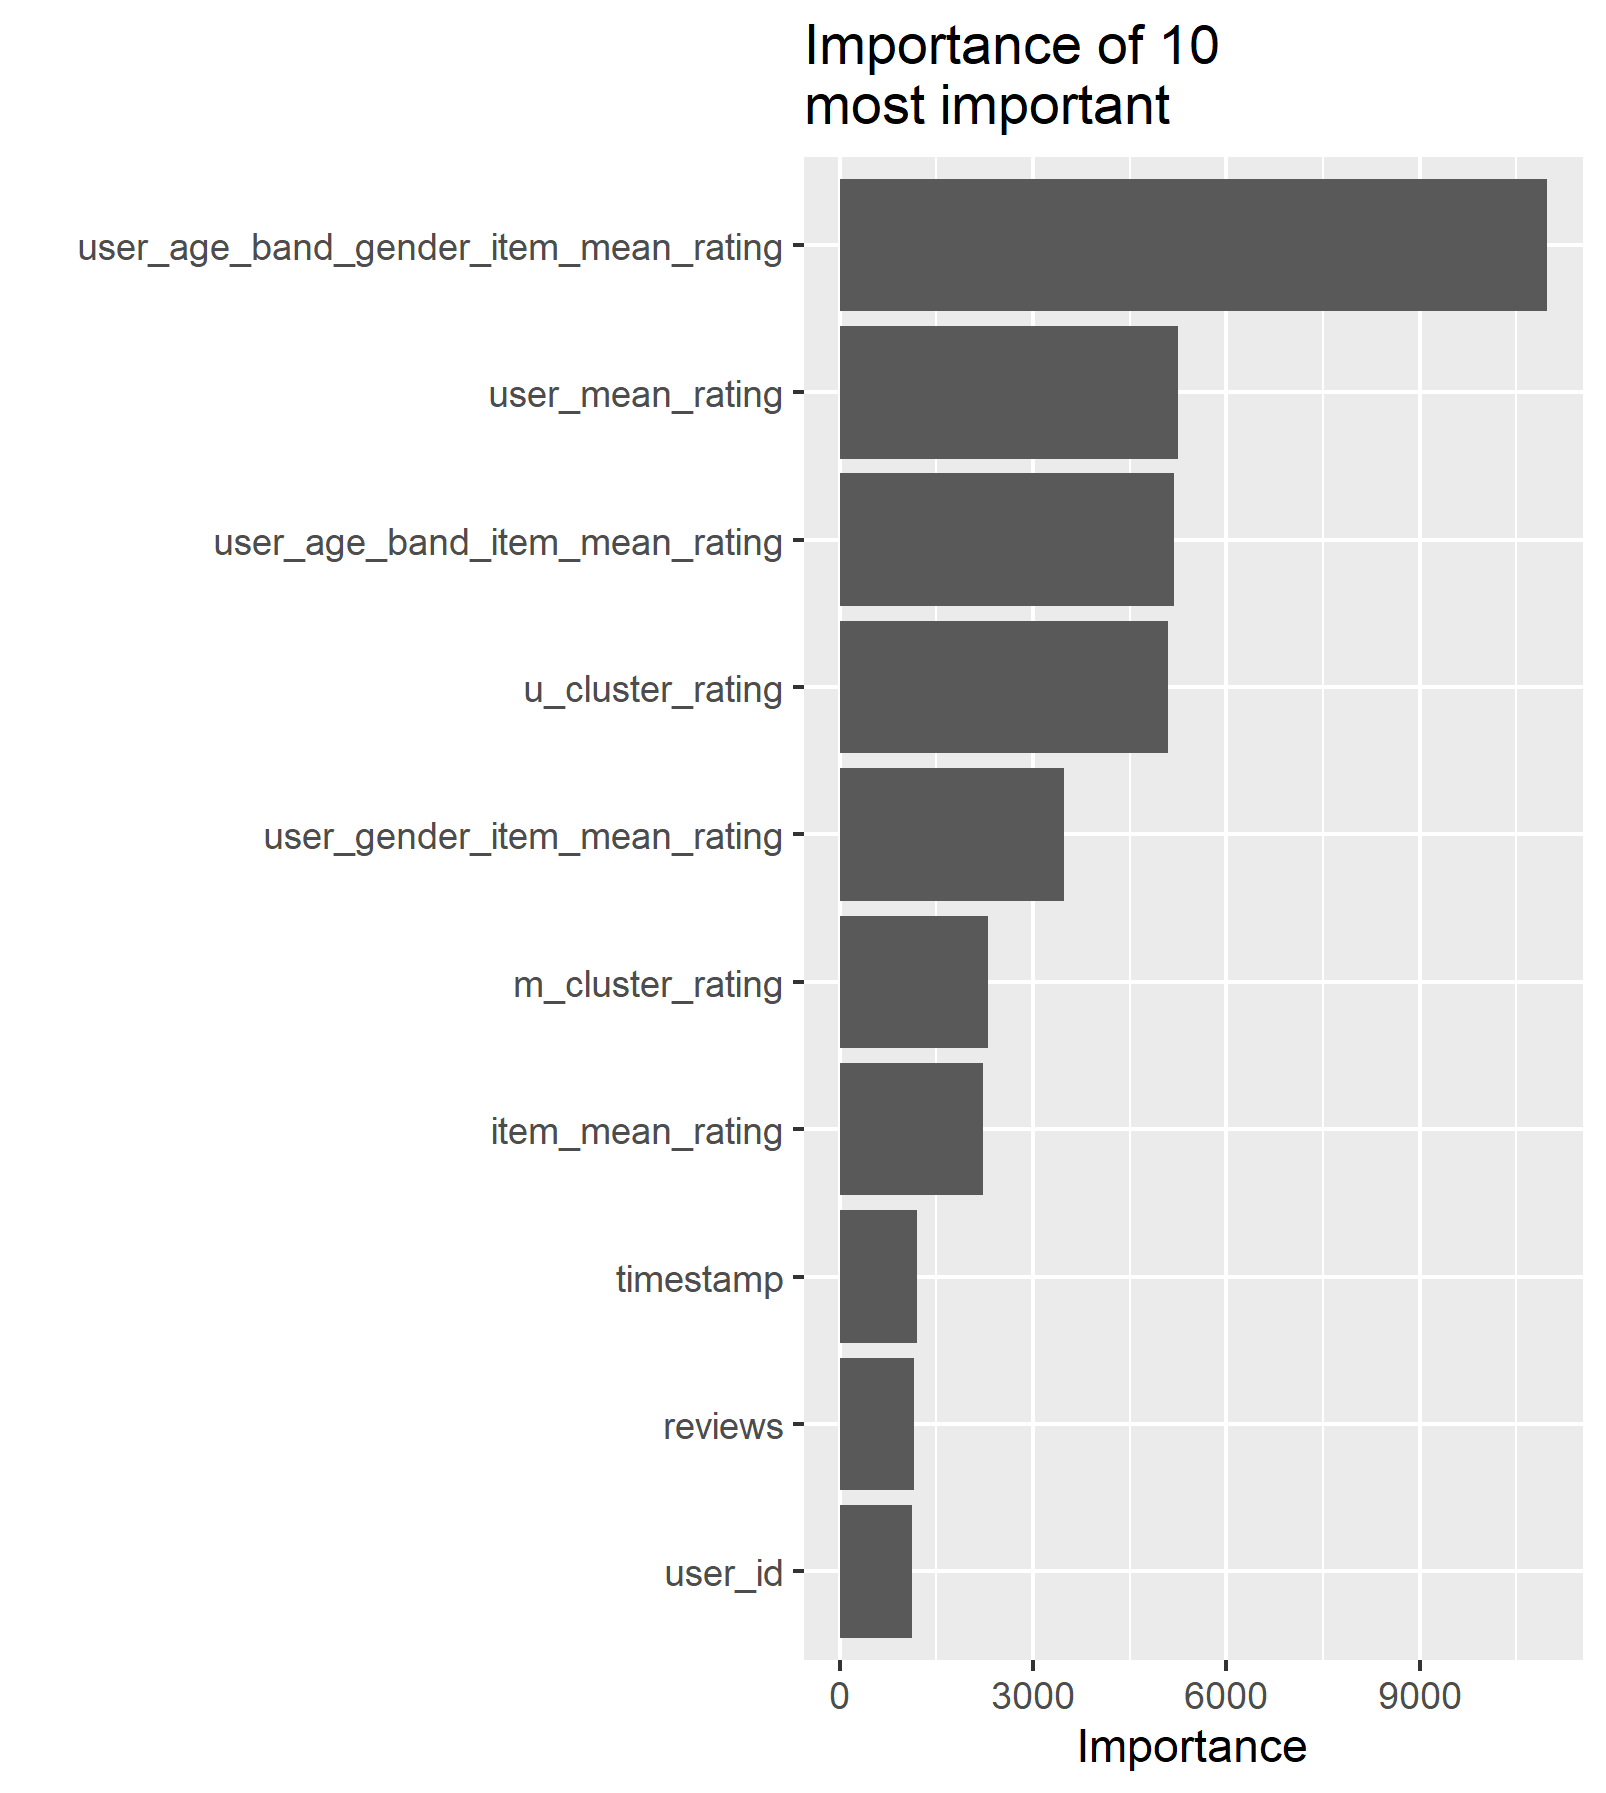 Importance of 10
most important
user_age_band_gender_item_mean_rating
user_mean_rating
user_age_band_item_mean_rating
u_cluster_rating
user_gender_item_mean_rating
m_cluster_rating
item_mean_rating
timestamp
reviews
user_id
0 3000 6000 9000
Importance